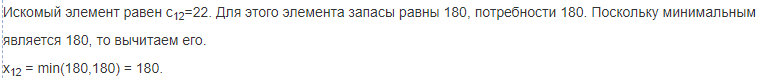 Искомый элемент равен c12=22. Для этого элемента запасы равны 180, потребности 180. Поскольку минимальным
является 180, то вычитаем его.
x12 = min(180,180) = 180.